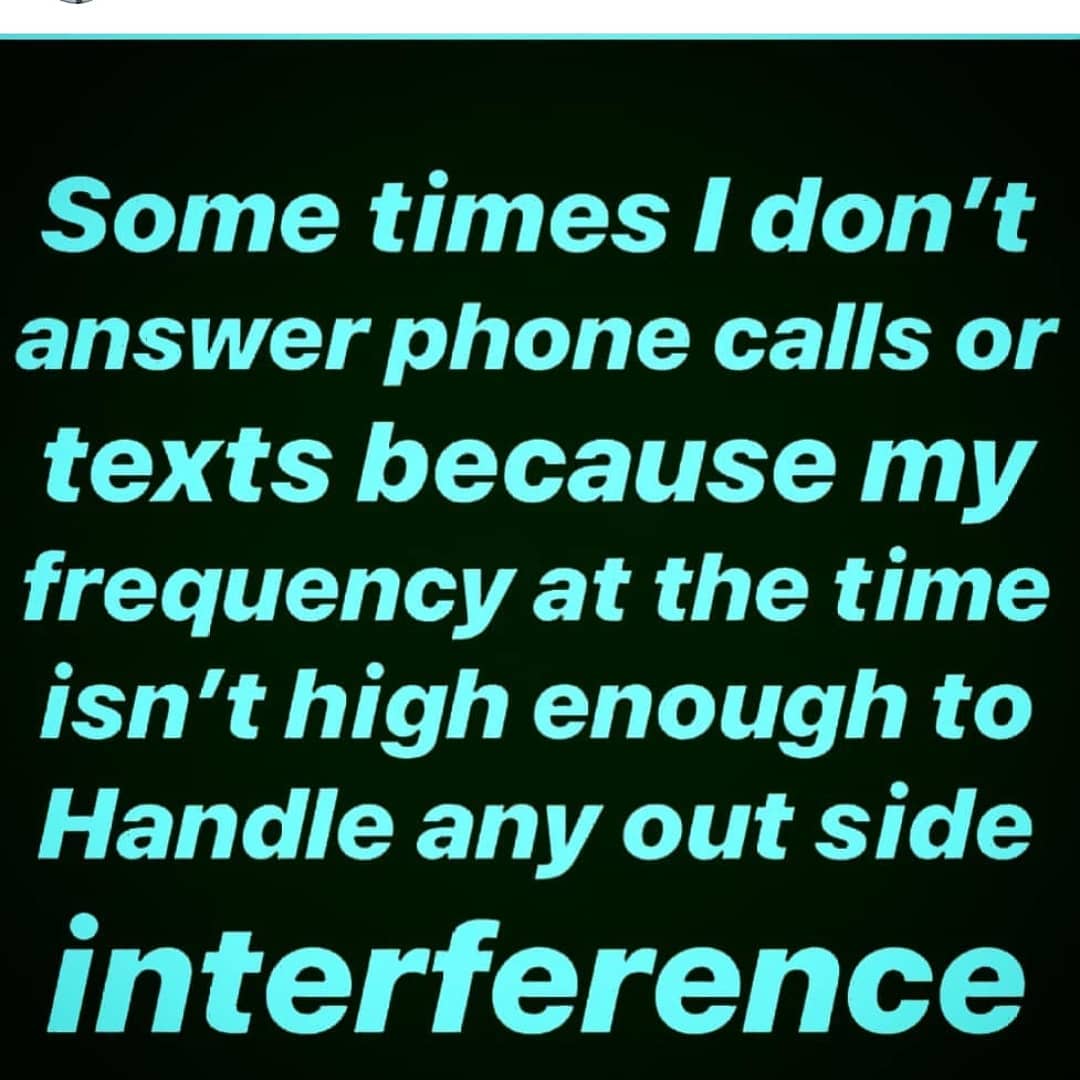 Some times I don’t
answer phone calls or
texts because my
frequency at the time
isn’t high enough to
Handle any out side
interference